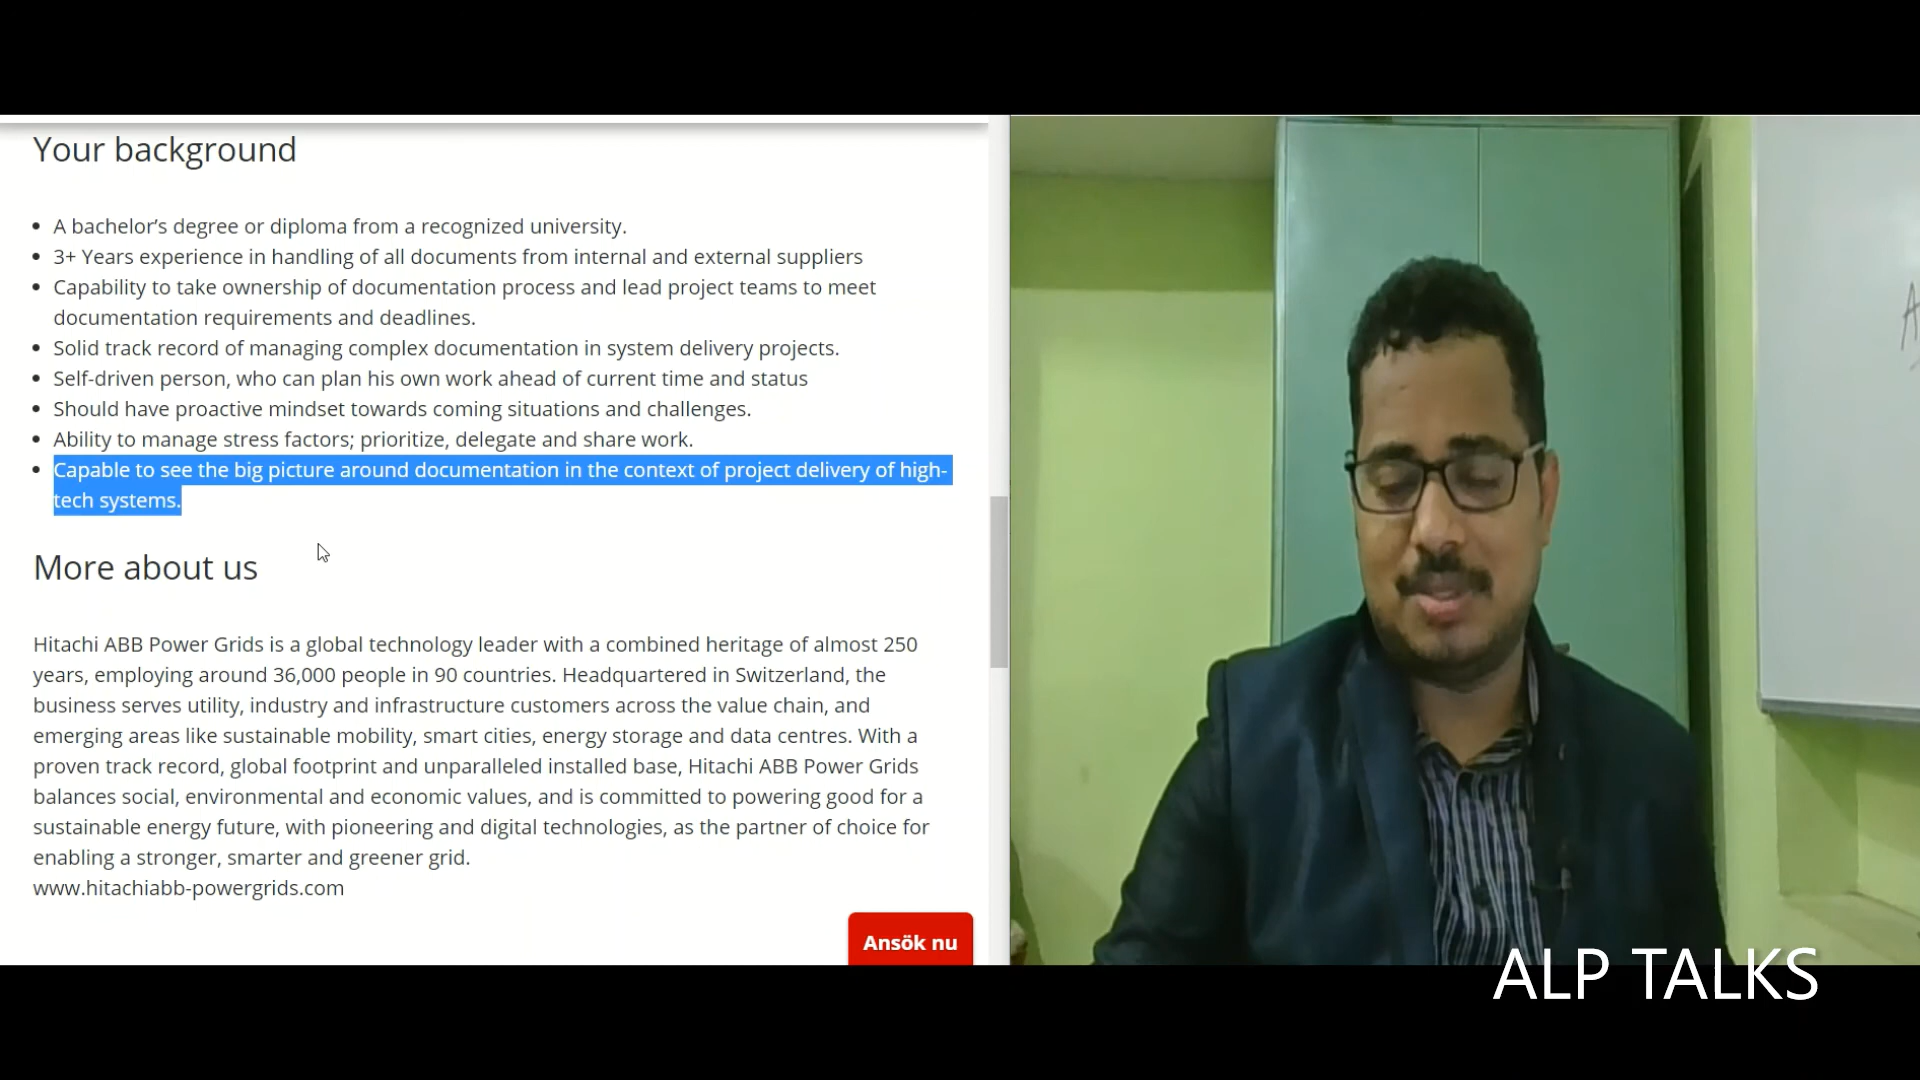 Your background
A bachelor’s degree or diploma from a recognized university.
3+ Years experience in handling of all documents from internal and external suppliers
Capability to take ownership of documentation process and lead project teams to meet
documentation requirements and deadlines.
Solid track record of managing complex documentation in system delivery projects.
Self-driven person, who can plan his own work ahead of current time and status
Should have proactive mindset towards coming situations and challenges.
Ability to manage stress factors; prioritize, delegate and share work.
Capable to see the big picture around documentation in the context of project delivery of high-
tech systems.
More about us
Hitachi ABB Power Grids is a global technology leader with a combined heritage of almost 250
years, employing around 36,000 people in 90 countries. Headquartered in Switzerland, the
business serves utility, industry and infrastructure customers across the value chain, and
emerging areas like sustainable mobility, smart cities, energy storage and data centres. With a
proven track record, global footprint and unparalleled installed base, Hitachi ABB Power Grids
balances social, environmental and economic values, and is committed to powering good for a
sustainable energy future, with pioneering and digital technologies, as the partner of choice for
enabling a stronger, smarter and greener grid.
www.hitachiabb-powergrids.com
Ansök nu
ALP TALKS